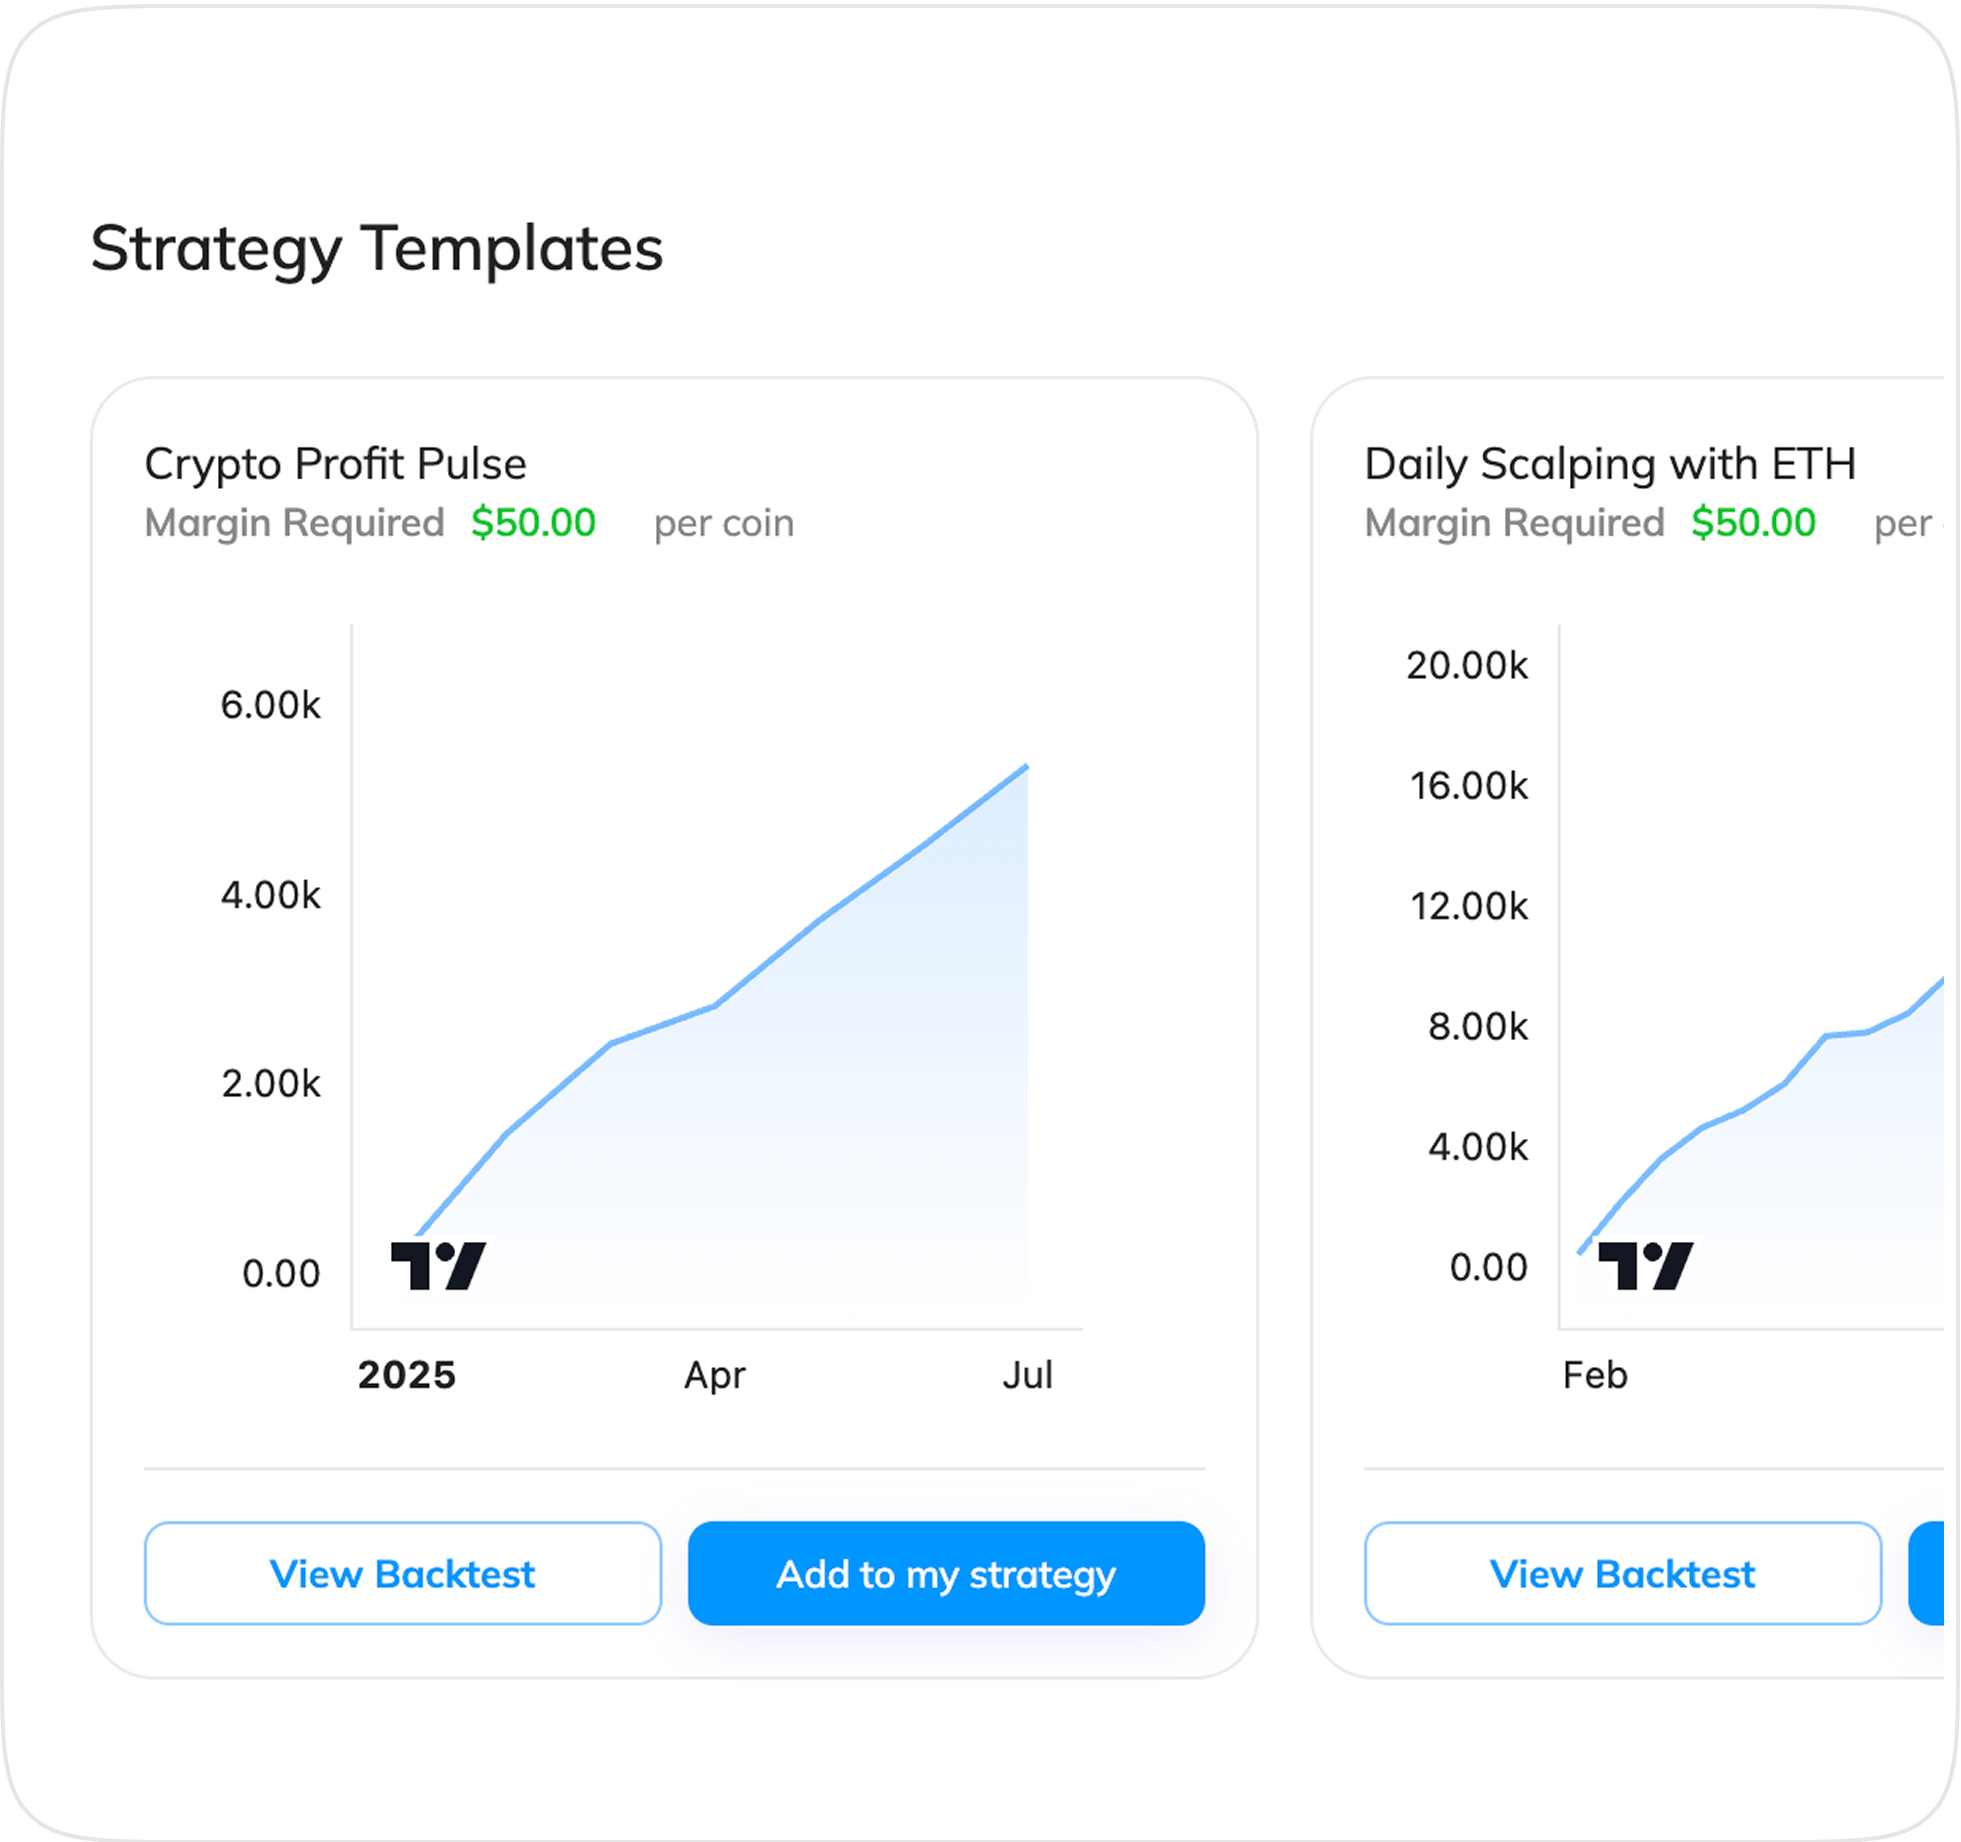 Strategy Templates
Crypto Profit Pulse
Margin Required $50.00 per coin
6.00k
4.00k
2.00k
0.00
2025 Apr Jul
View Backtest
Add to my strategy
Daily Scalping with ETH
Margin Required $50.00 per
20.00k
16.00k
12.00k
8.00k
4.00k
0.00
Feb
View Backtest